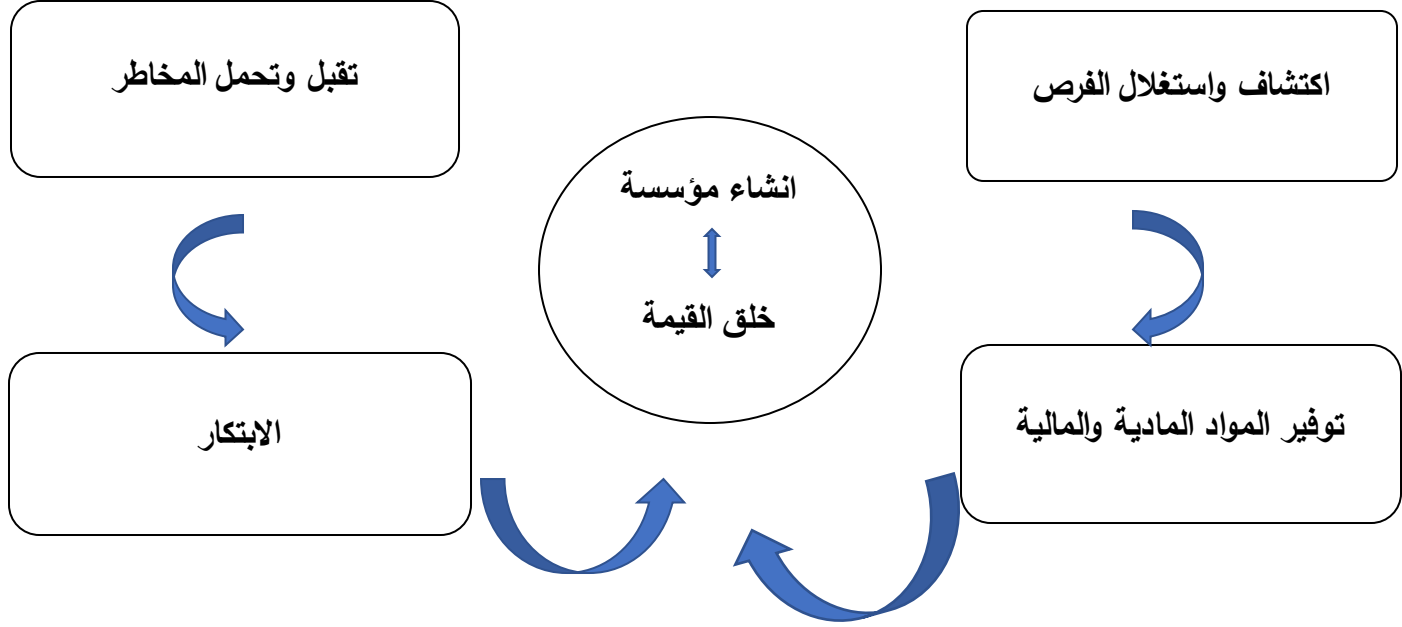 اكتشاف واستغلال الفرص
تقبل وتحمل المخاطر
انشاء مؤسسة
خلق القيمة
توفير المواد المادية والمالية
الابتكار